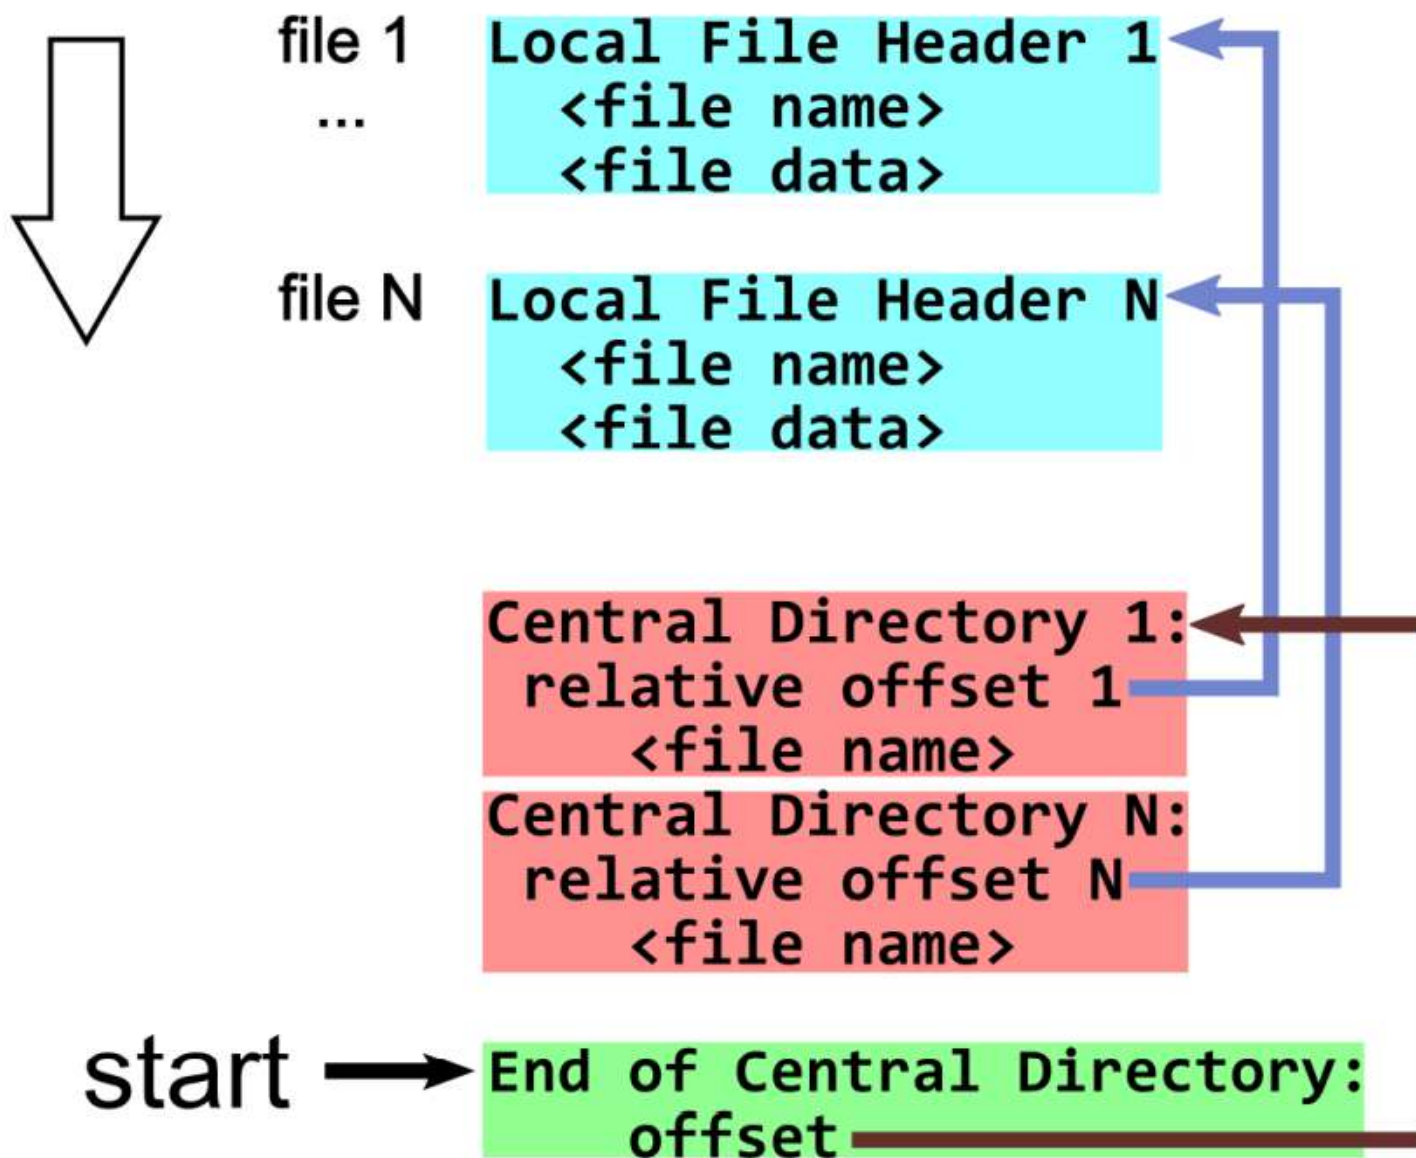 file 1
Local File Header 1
...
<file name>
<file data>
file N
Local File Header N
<file name>
<file data>
Central Directory 1:
relative offset 1
<file name>
Central Directory N:
relative offset N
<file name>
start
End of Central Directory:
offset